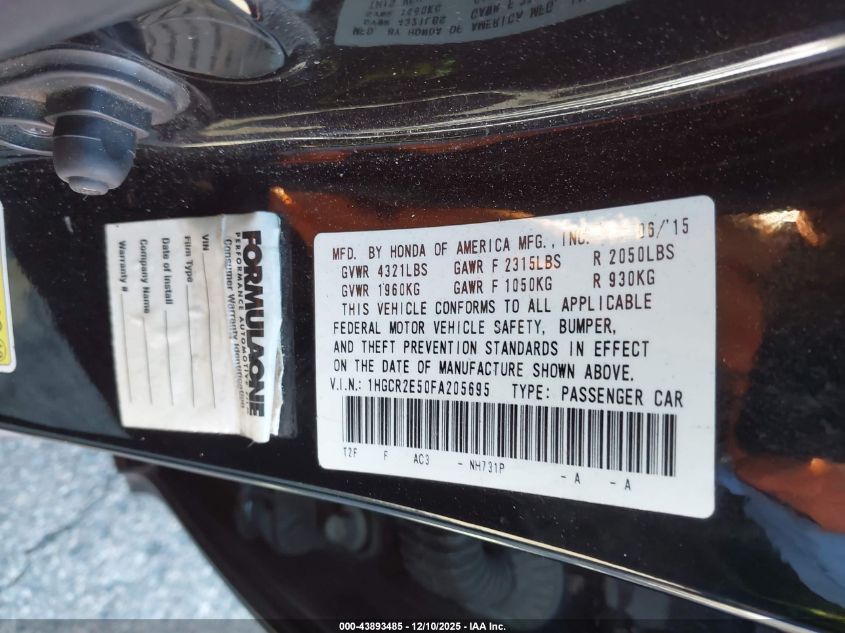 MFD. BY HONDA OF AMERICA MFG., INC. 06/'15
GVWR 4321LBS GAWR F 2315LBS R 2050LBS
GVWR 1960KG GAWR F 1050KG R 930KG
THIS VEHICLE CONFORMS TO ALL APPLICABLE
FEDERAL MOTOR VEHICLE SAFETY, BUMPER,
AND THEFT PREVENTION STANDARDS IN EFFECT
ON THE DATE OF MANUFACTURE SHOWN ABOVE.
V.I.N.: 1HGCR2E50FA205695 TYPE: PASSENGER CAR
T2F F AC3 - NH731P - A - A
FORMULAONE
PERFORMANCE AUTOMOTIVE
Consumer Warranty Identification
VIN
Film Type
Date of Install
Company Name
Warranty #
000-43893485 - 12/10/2025 - IAA Inc.